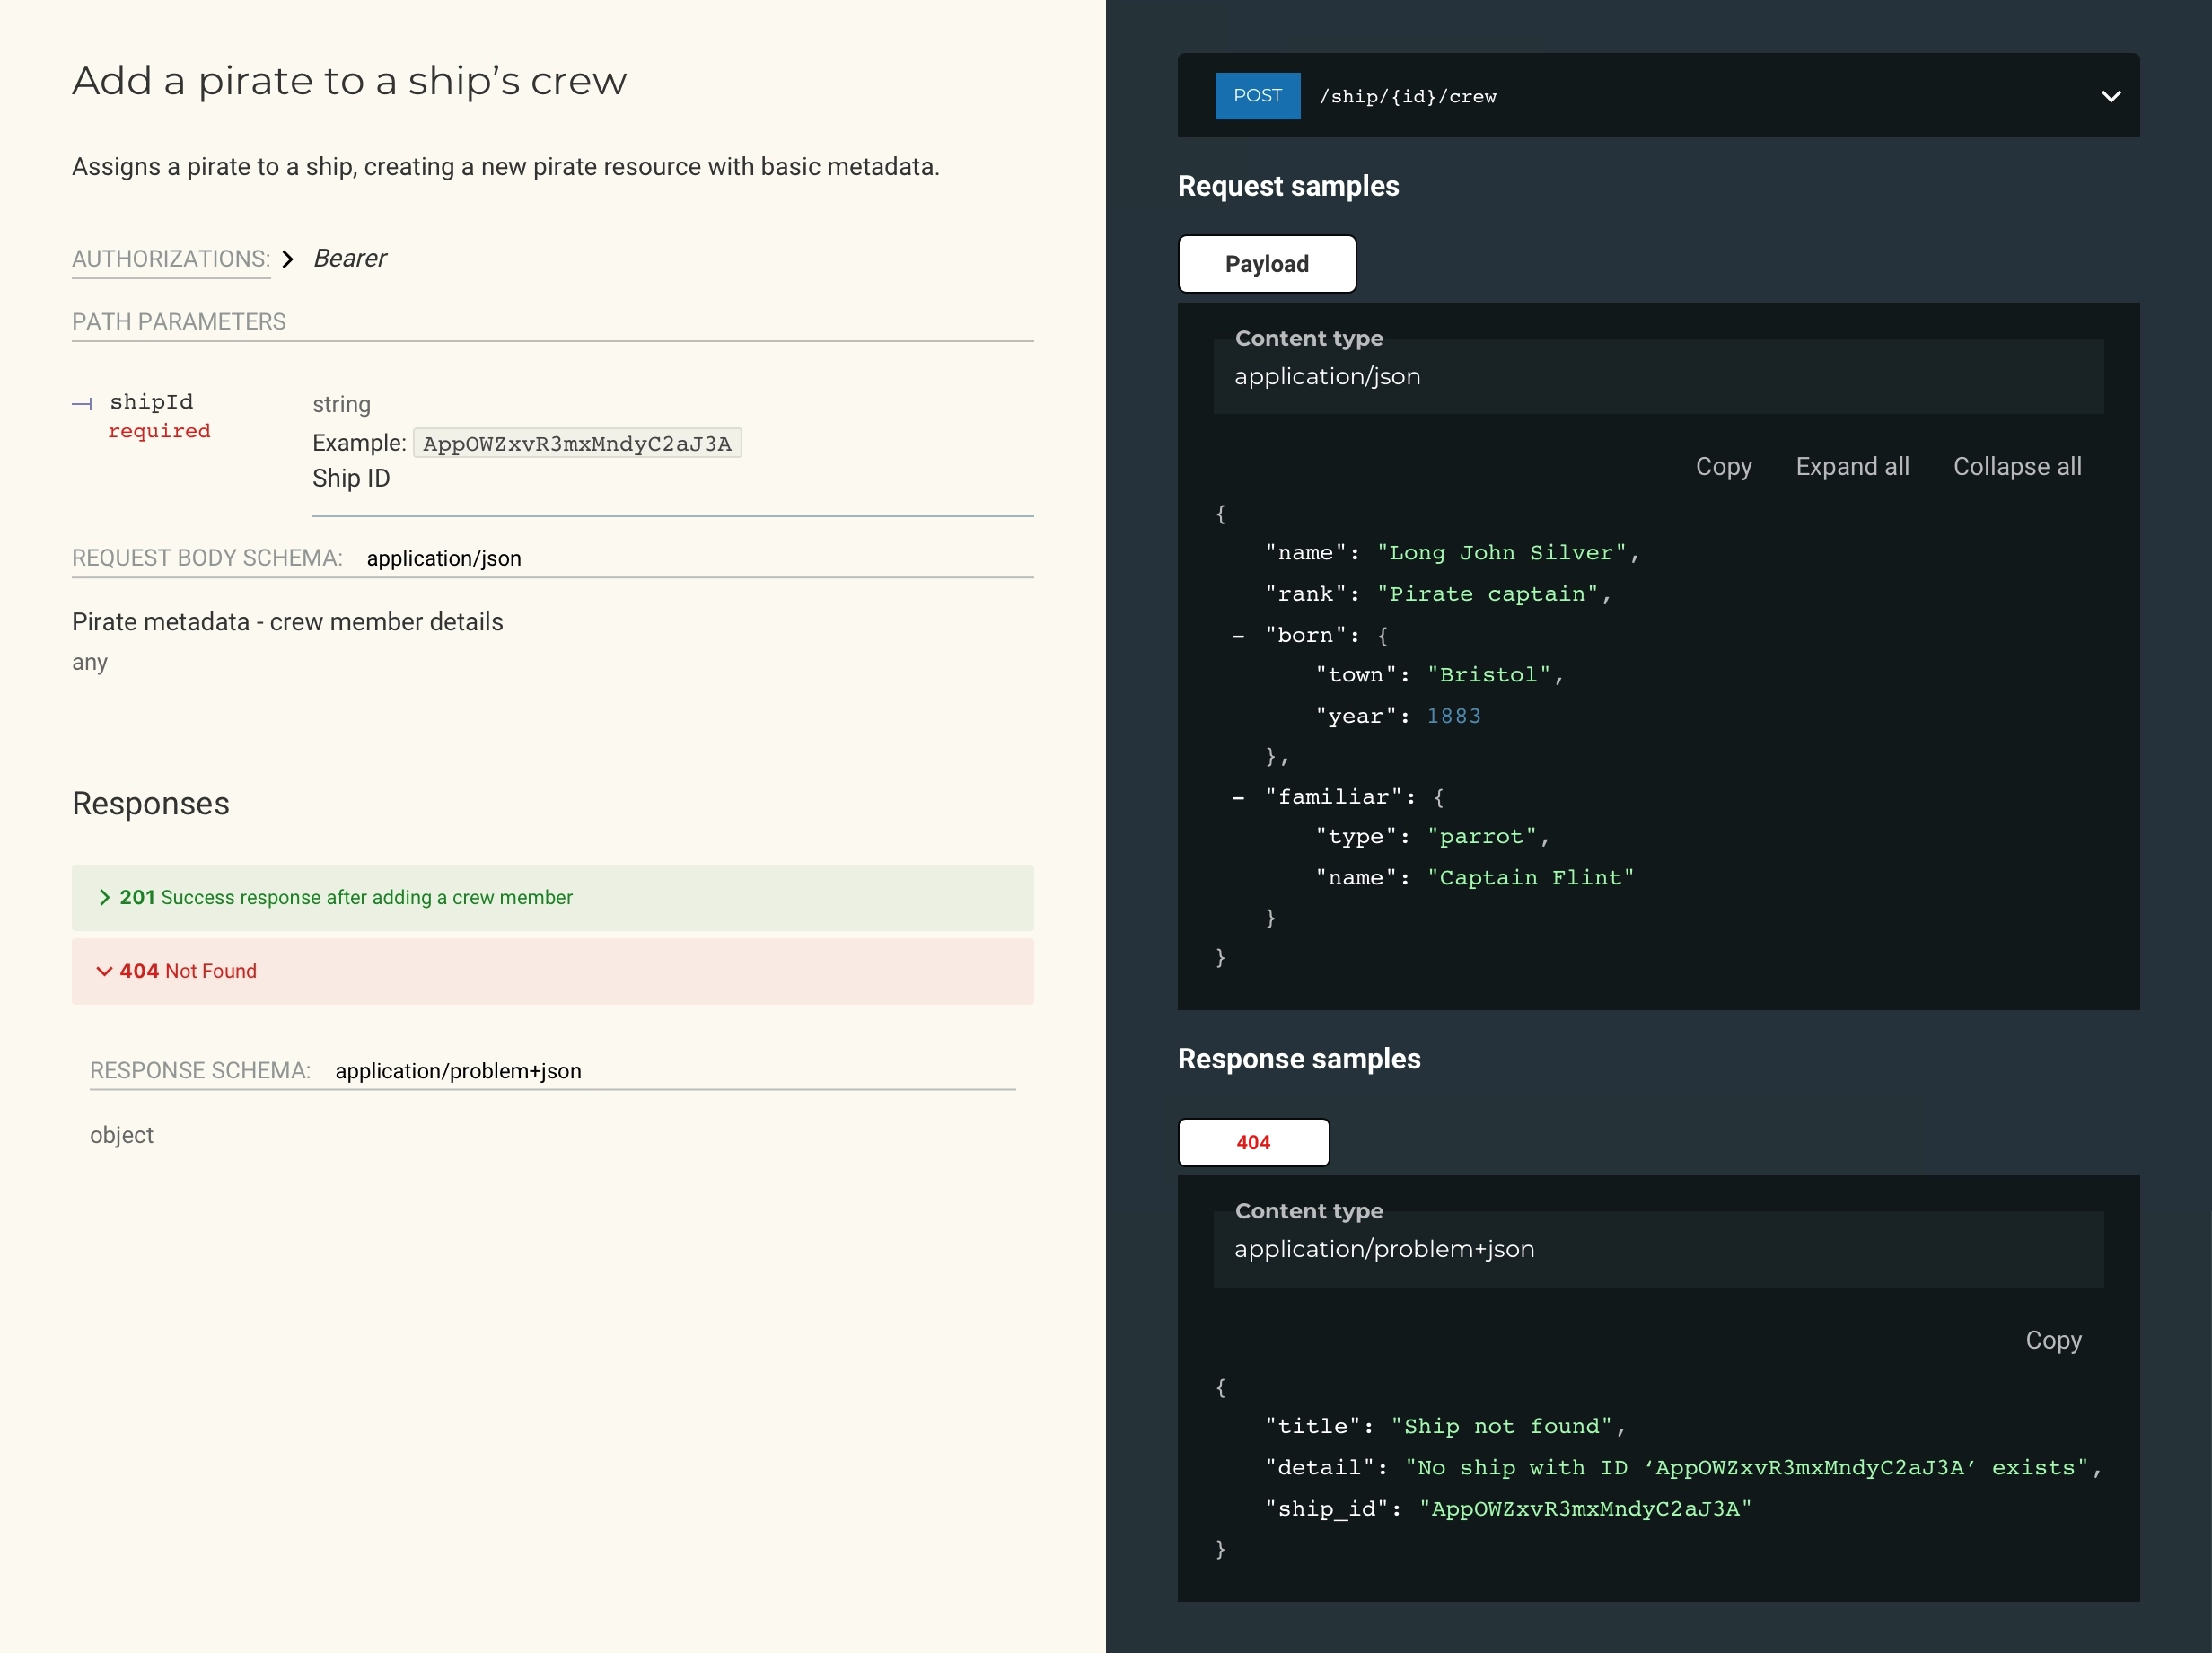 Add a pirate to a ship’s crew
Assigns a pirate to a ship, creating a new pirate resource with basic metadata.
AUTHORIZATIONS: Bearer
PATH PARAMETERS
shipId
required
string
Example: AppOWZxvR3mxMndyC2aJ3A
Ship ID
REQUEST BODY SCHEMA: application/json
Pirate metadata - crew member details
any
Responses
201 Success response after adding a crew member
404 Not Found
RESPONSE SCHEMA: application/problem+json
object
POST /ship/{id}/crew
Request samples
Payload
Content type
application/json
Copy Expand all Collapse all
{
"name": "Long John Silver",
"rank": "Pirate captain",
– "born": {
"town": "Bristol",
"year": 1883
},
– "familiar": {
"type": "parrot",
"name": "Captain Flint"
}
}
Response samples
404
Content type
application/problem+json
Copy
{
"title": "Ship not found",
"detail": "No ship with ID ‘AppOWZxvR3mxMndyC2aJ3A’ exists",
"ship_id": "AppOWZxvR3mxMndyC2aJ3A"
}